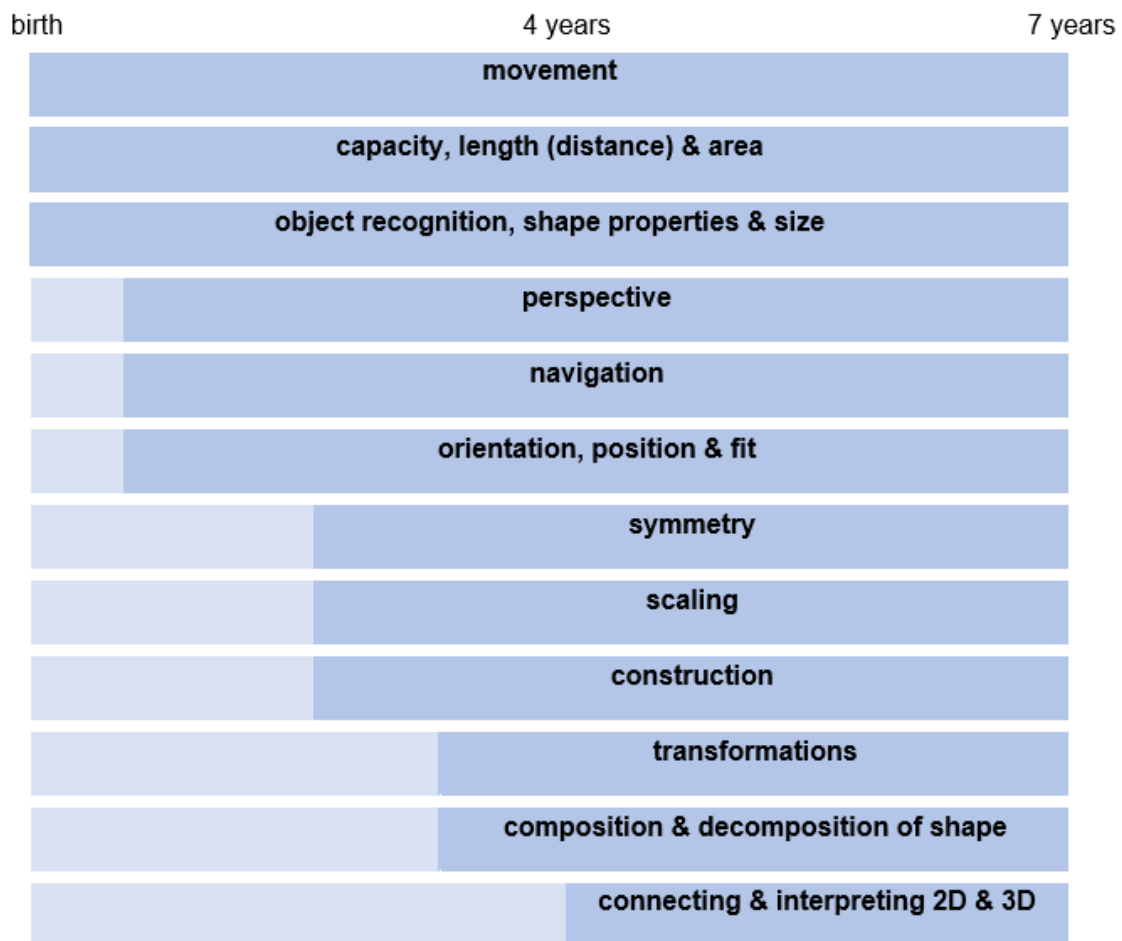 birth 4 years 7 years
movement
capacity, length (distance) & area
object recognition, shape properties & size
perspective
navigation
orientation, position & fit
symmetry
scaling
construction
transformations
composition & decomposition of shape
connecting & interpreting 2D & 3D